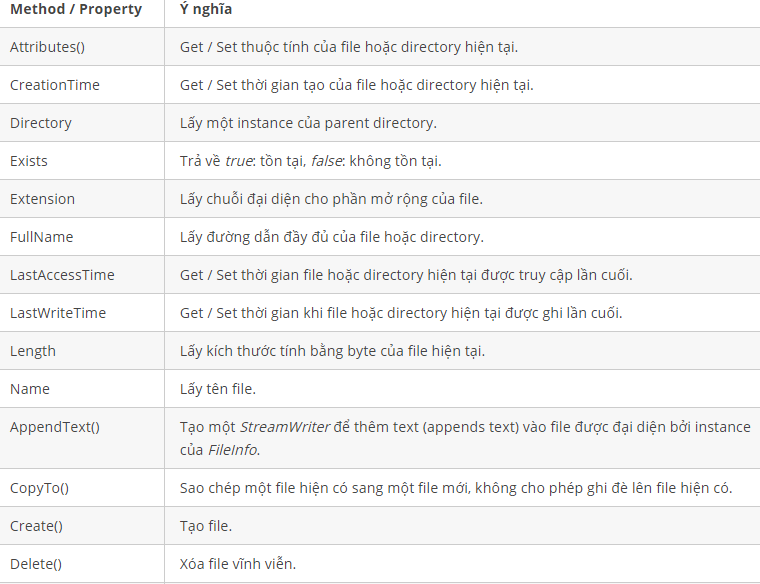 Method / Property Ý nghĩa
Attributes() Get / Set thuộc tính của file hoặc directory hiện tại.
CreationTime Get / Set thời gian tạo của file hoặc directory hiện tại.
Directory Lấy một instance của parent directory.
Exists Trả về true: tồn tại, false: không tồn tại.
Extension Lấy chuỗi đại diện cho phần mở rộng của file.
FullName Lấy đường dẫn đầy đủ của file hoặc directory.
LastAccessTime Get / Set thời gian file hoặc directory hiện tại được truy cập lần cuối.
LastWriteTime Get / Set thời gian khi file hoặc directory hiện tại được ghi lần cuối.
Length Lấy kích thước tính bằng byte của file hiện tại.
Name Lấy tên file.
AppendText() Tạo một StreamWriter để thêm text (appends text) vào file được đại diện bởi instance
của FileInfo.
CopyTo() Sao chép một file hiện có sang một file mới, không cho phép ghi đè lên file hiện có.
Create() Tạo file.
Delete() Xóa file vĩnh viễn.